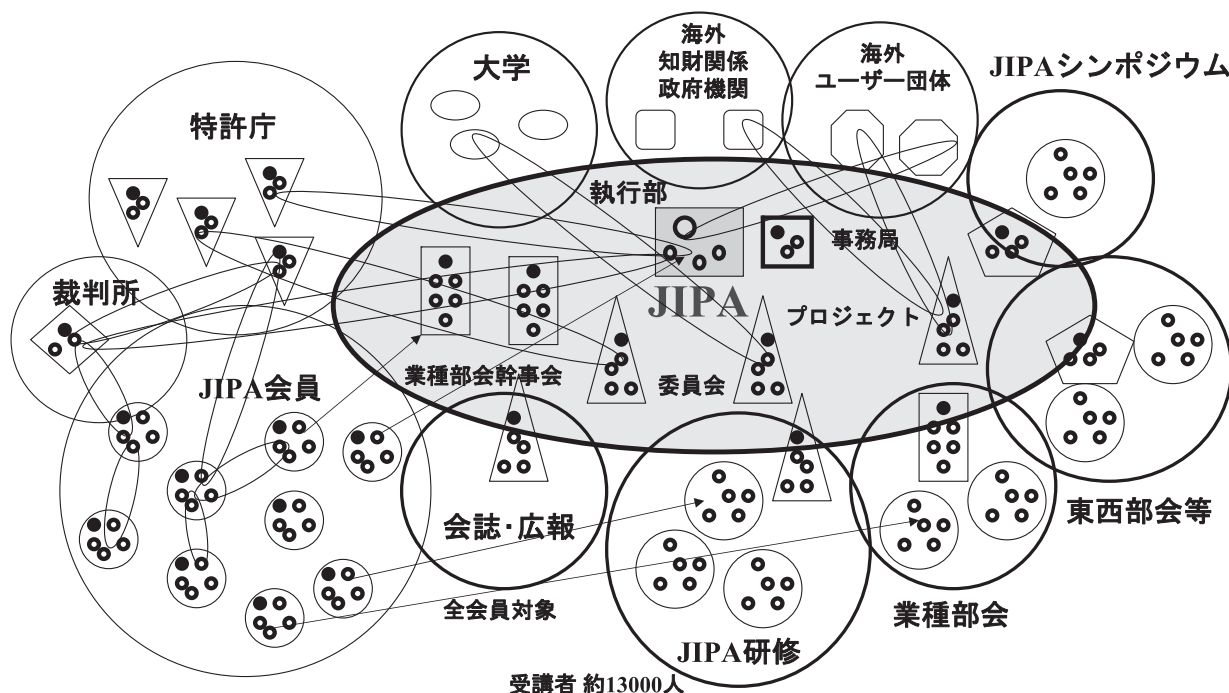 海外
知財関係
政府機関
海外
ユーザー団体
大学
JIPAシンポジウム
特許庁
執行部
事務局
裁判所
JIPA
プロジェクト
業種部会幹事会
委員会
JIPA会員
会誌・広報
東西部会等
全会員対象
業種部会
JIPA研修
受講者 約13000人